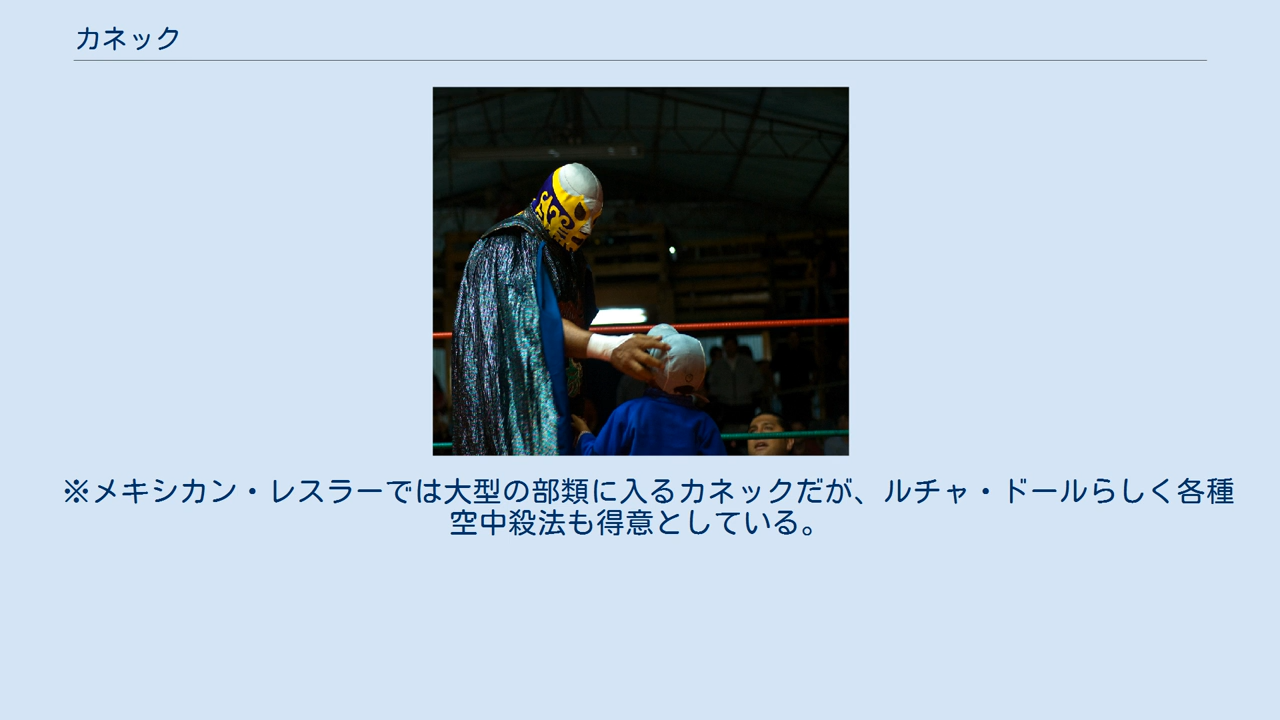 カネック
※メキシカン・レスラーでは大型の部類に入るカネックだが、ルチャ・ドールらしく各種
空中殺法も得意としている。